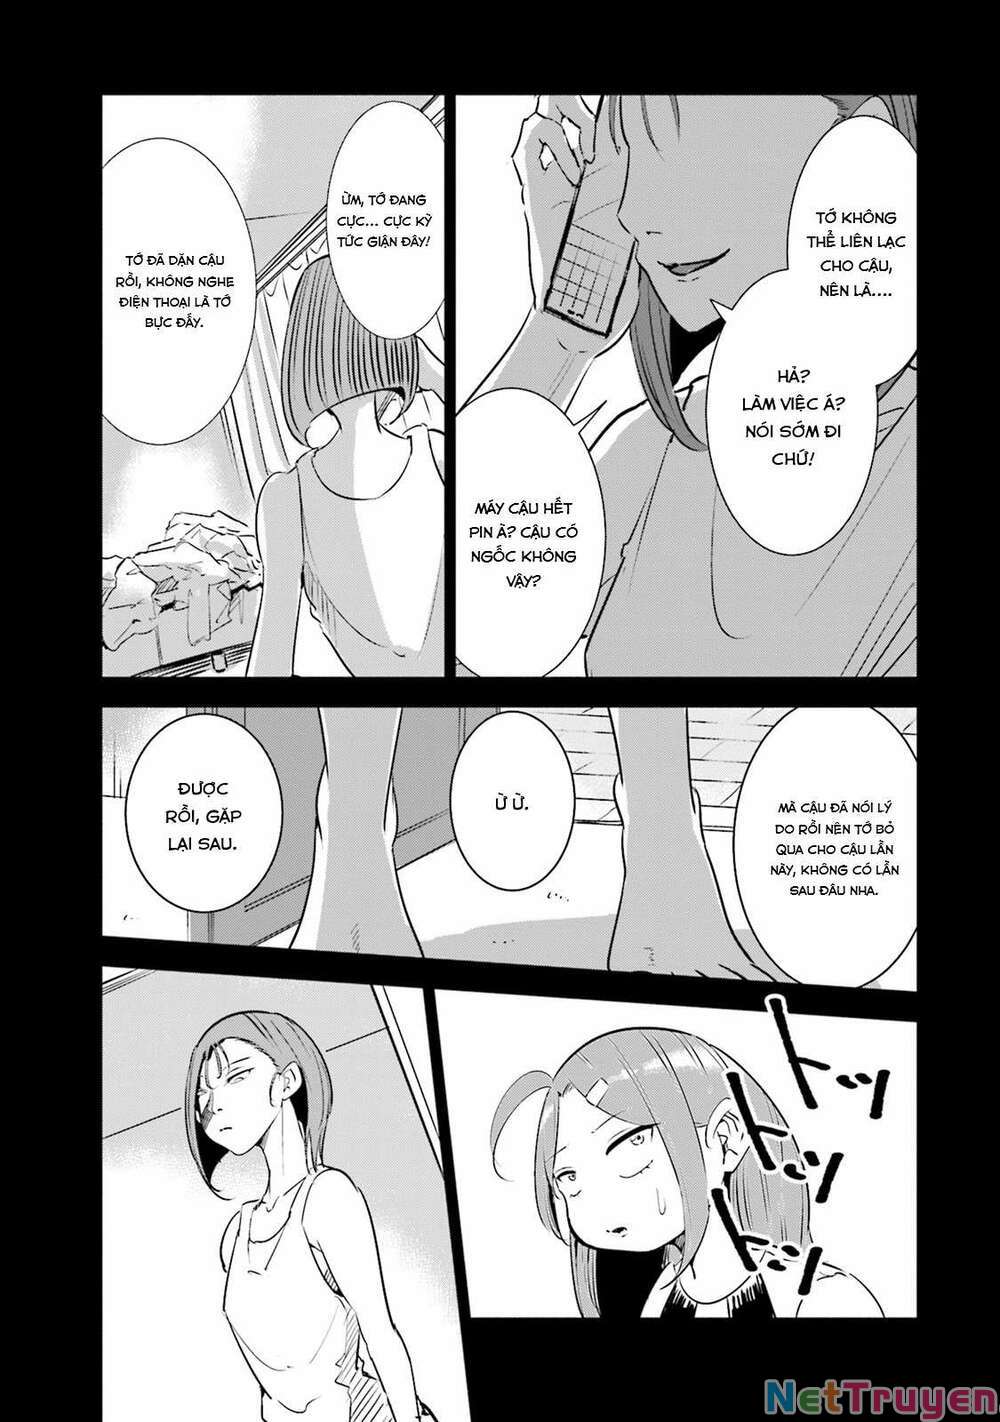 TỚ KHÔNG
THỂ LIÊN LẠC
CHO CẬU,
NÊN LÀ....
HẢ?
LÀM VIỆC Á?
NÓI SỚM ĐI
CHỨ!
MÁY CẬU HẾT
PIN À? CẬU CÓ
NGỐC KHÔNG
VẬY?
ỪM, TỚ ĐANG
CỰC... CỰC KỲ
TỨC GIẬN ĐÂY!
TỚ ĐÃ DẶN CẬU
RỒI, KHÔNG NGHE
ĐIỆN THOẠI LÀ TỚ
BỰC ĐẤY.
MÀ CẬU ĐÃ NÓI LÝ
DO RỒI NÊN TỚ BỎ
QUA CHO CẬU LẦN
NÀY, KHÔNG CÓ LẦN
SAU ĐÂU NHA.
Ừ Ừ.
ĐƯỢC
RỒI, GẶP
LẠI SAU.
ドッ
ドッ
ドッ
NetTruyen